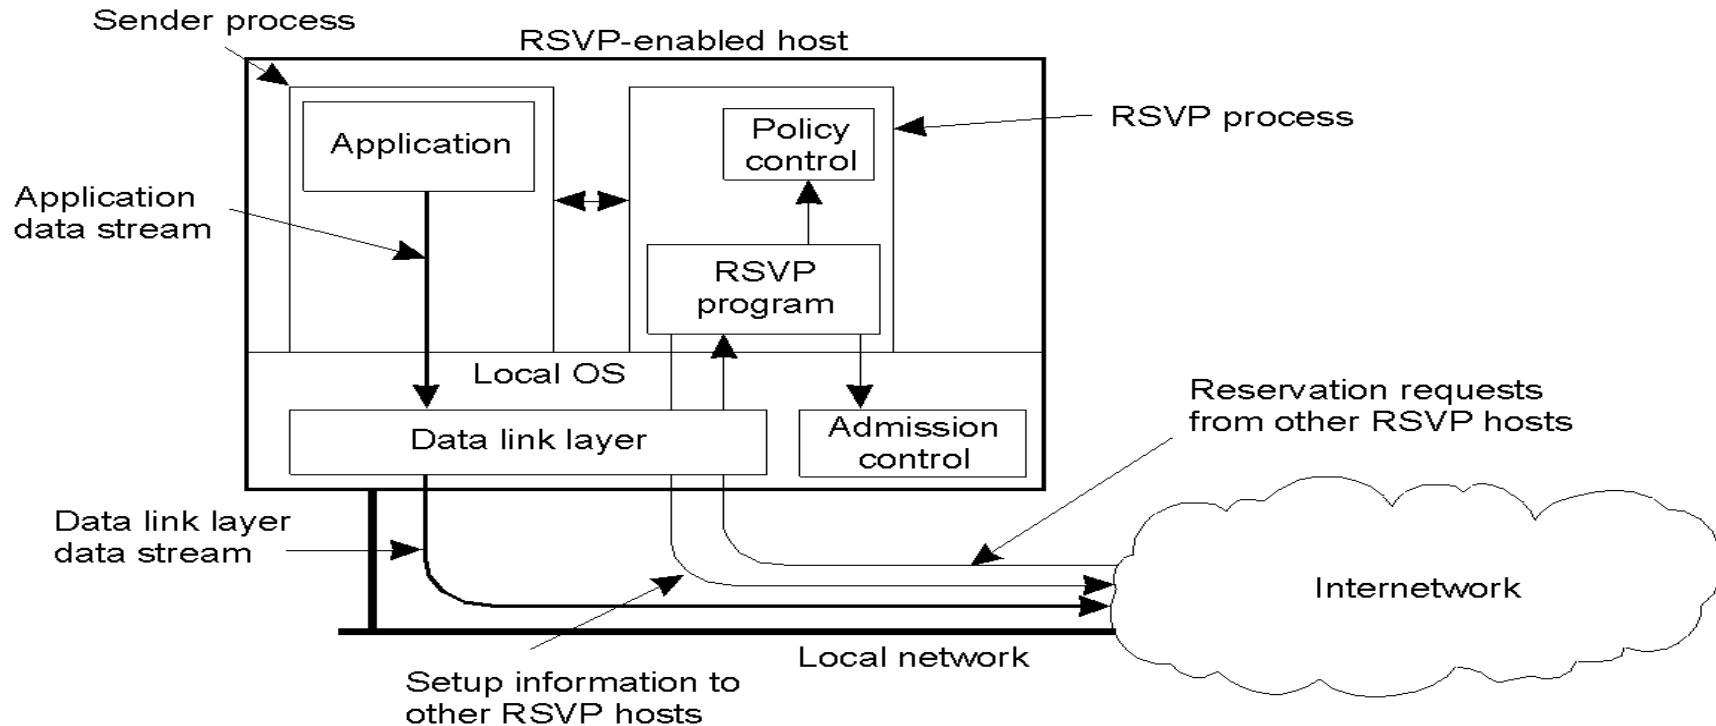 Sender process
RSVP-enabled host
Application
Policy
control
RSVP process
Application
data stream
RSVP
program
Local OS
Data link layer
Admission
control
Reservation requests
from other RSVP hosts
Data link layer
data stream
Internetwork
Local network
Setup information to
other RSVP hosts